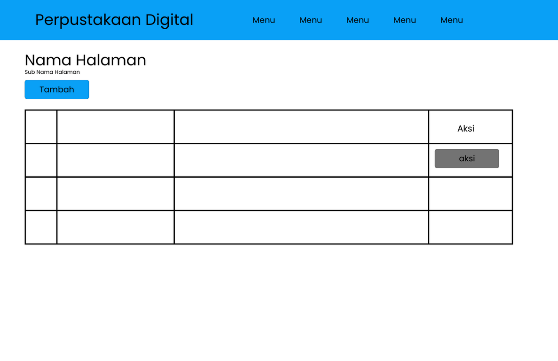 Perpustakaan Digital Menu Menu Menu Menu Menu
Nama Halaman
Sub Nama Halaman
Tambah
Aksi
aksi